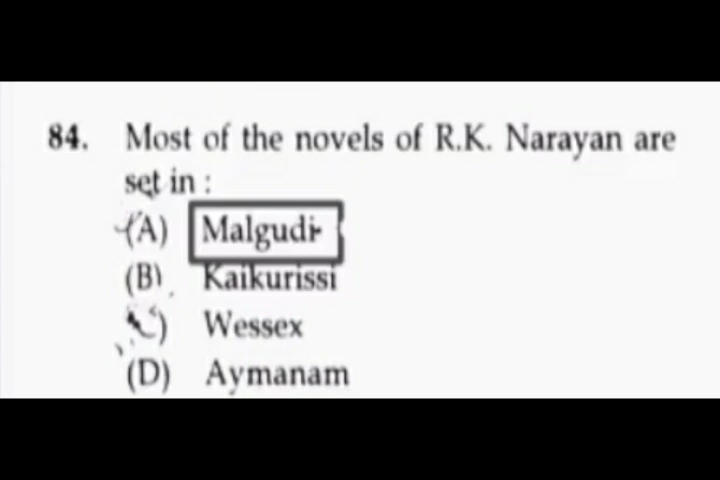 84. Most of the novels of R.K. Narayan are
set in :
(A) Malgudi
(B) Kaikurissi
(C) Wessex
(D) Aymanam